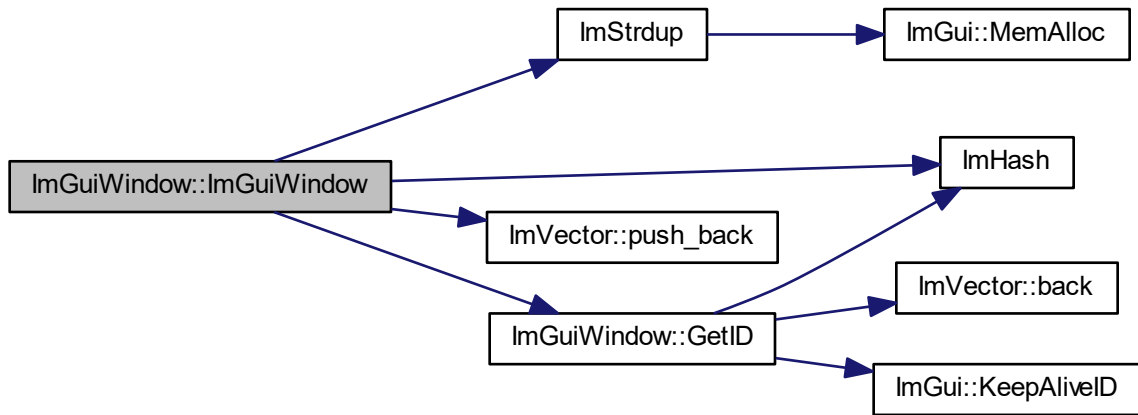 ImStrdup
ImGui::MemAlloc
ImGuiWindow::ImGuiWindow
ImHash
ImVector::push_back
ImVector::back
ImGuiWindow::GetID
ImGui::KeepAliveID